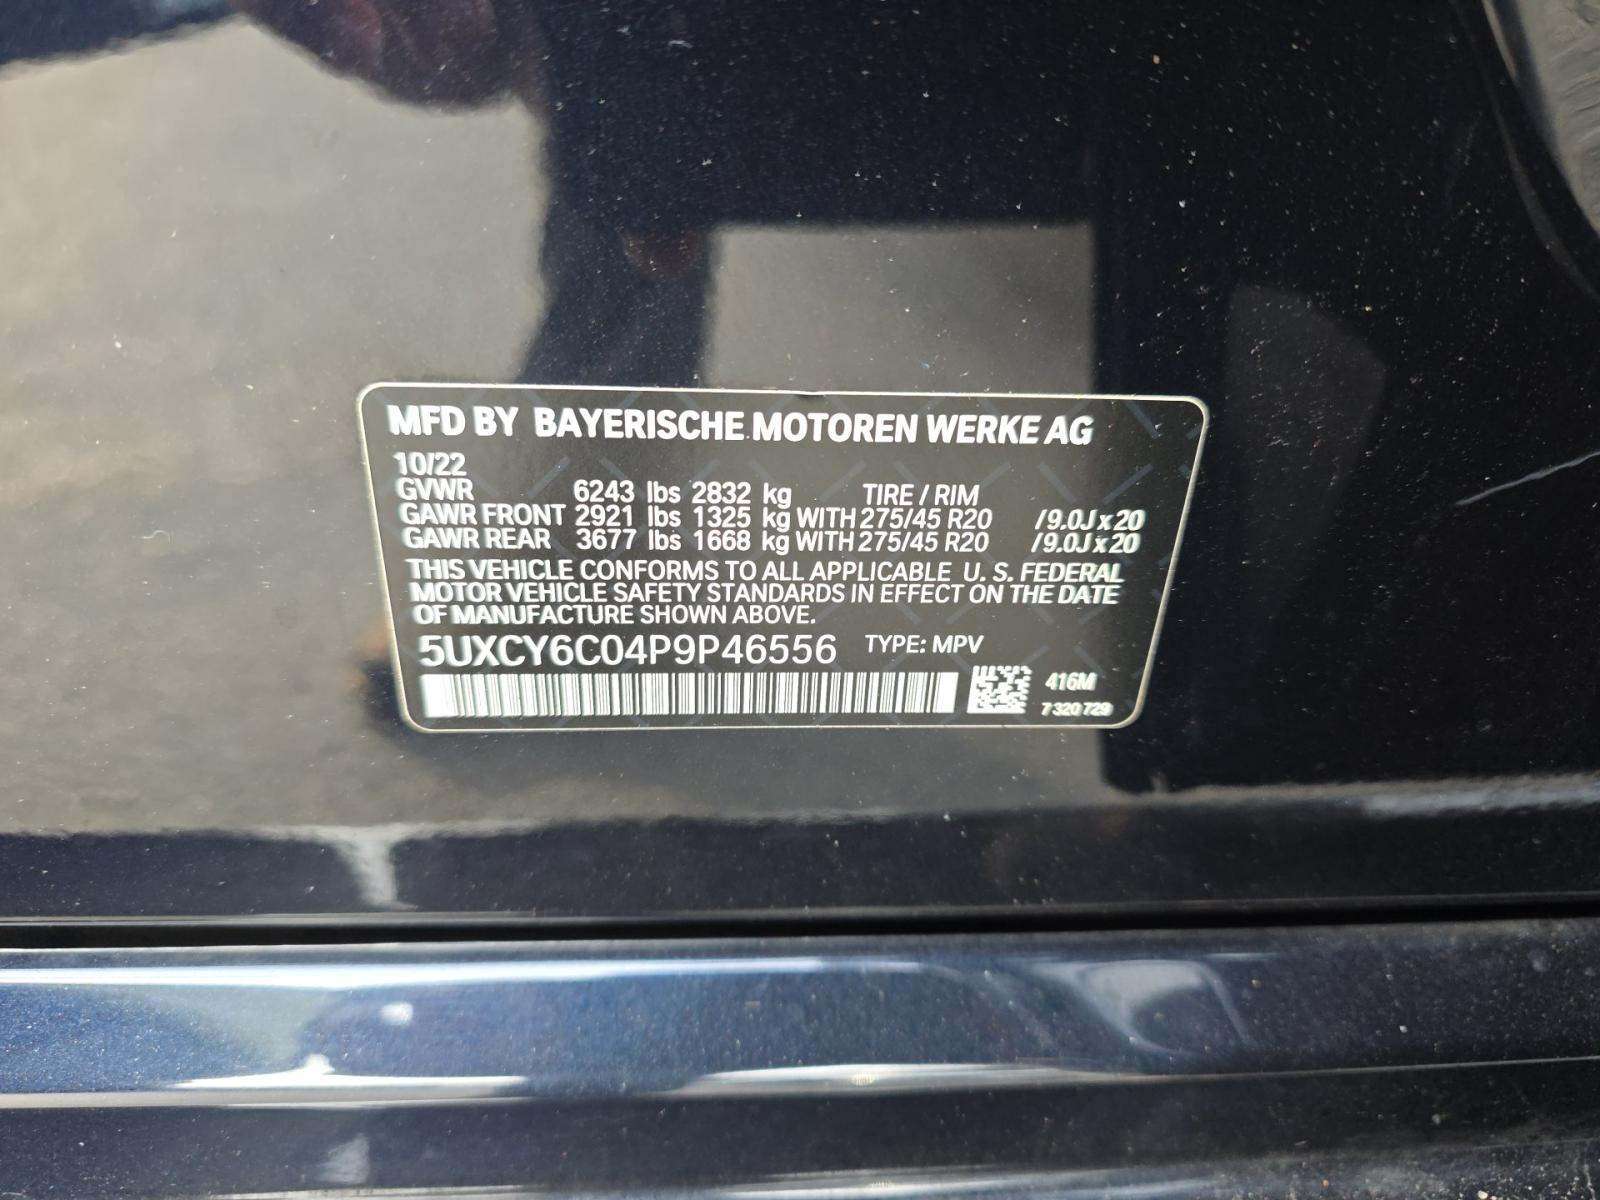 MFD BY BAYERISCHE MOTOREN WERKE AG
10/22
GVWR 6243 lbs 2832 kg TIRE / RIM
GAWR FRONT 2921 lbs 1325 kg WITH 275/45 R20 / 9.0J x 20
GAWR REAR 3677 lbs 1668 kg WITH 275/45 R20 / 9.0J x 20
THIS VEHICLE CONFORMS TO ALL APPLICABLE U. S. FEDERAL
MOTOR VEHICLE SAFETY STANDARDS IN EFFECT ON THE DATE
OF MANUFACTURE SHOWN ABOVE.
5UXCY6C04P9P46556 TYPE: MPV
416M
7 320 729